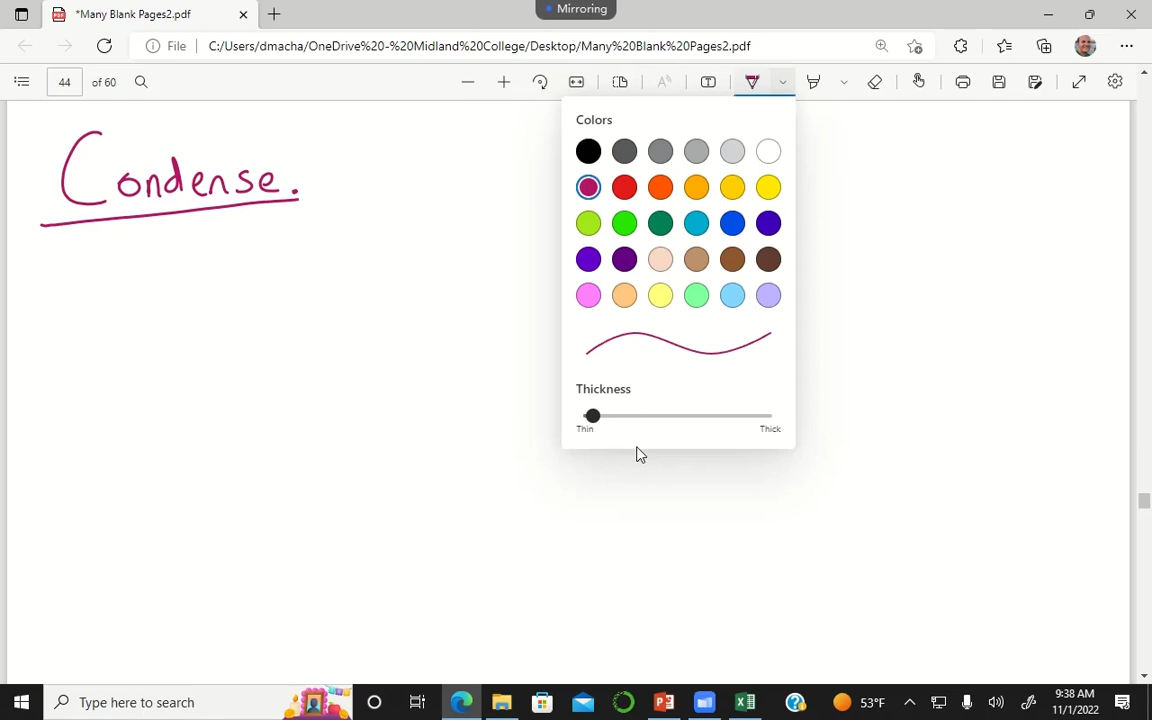 *Many Blank Pages2.pdf
Mirroring
File C:/Users/dmacha/OneDrive%20-%20Midland%20College/Desktop/Many%20Blank%20Pages2.pdf
44 of 60
Condense.
Colors
Thickness
Thin Thick
Type here to search
53°F
9:38 AM
11/1/2022